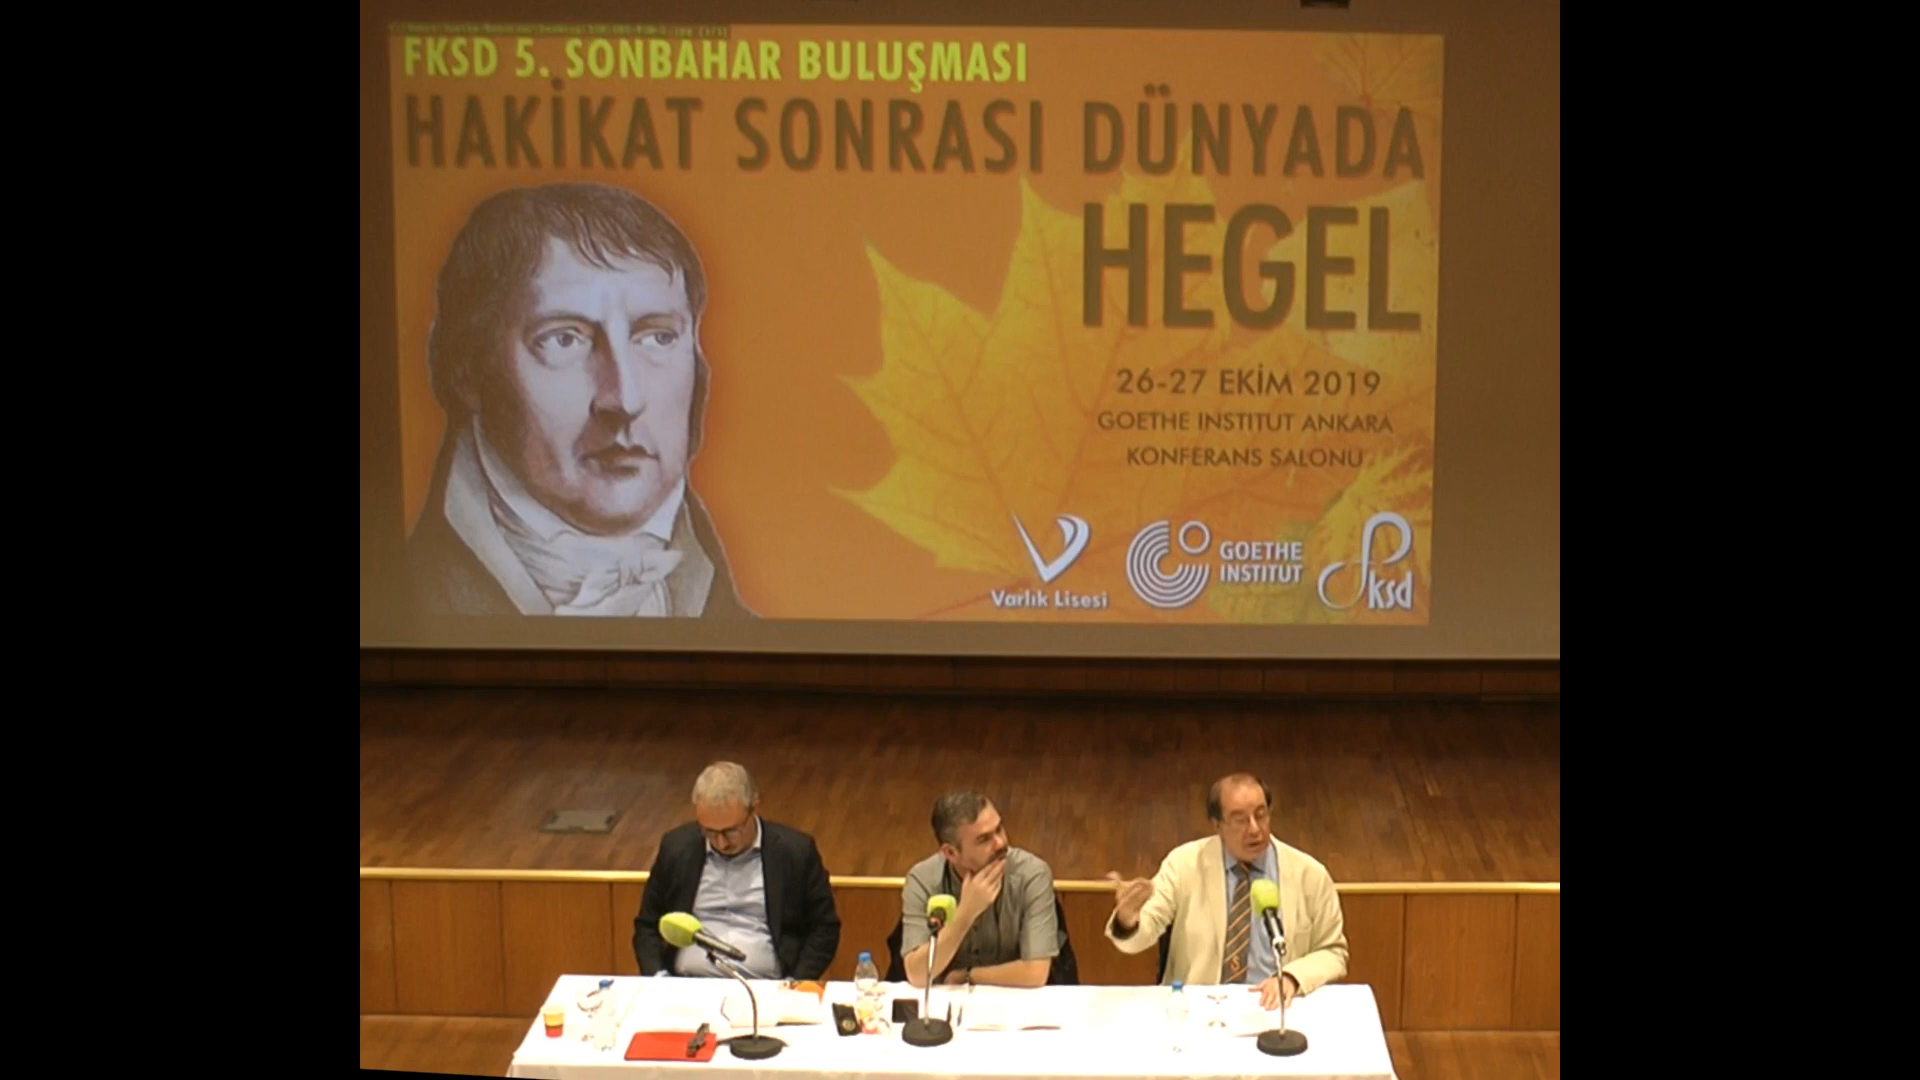 FKSD 5. SONBAHAR BULUŞMASI
HAKİKAT SONRASI DÜNYADA
HEGEL
26-27 EKİM 2019
GOETHE INSTITUT ANKARA
KONFERANS SALONU
Varlık Lisesi
GOETHE
INSTITUT
ksd